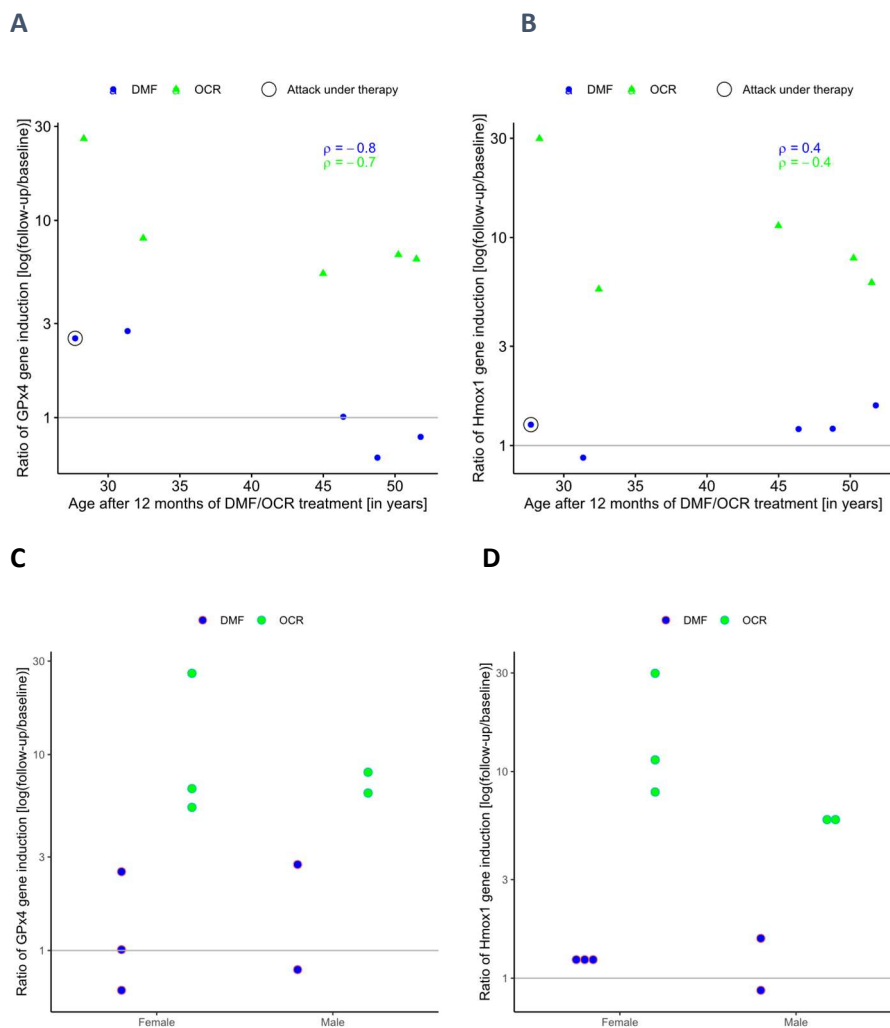 A
B
DMF OCR Attack under therapy
DMF OCR Attack under therapy
Ratio of GPx4 gene induction [log(follow-up/baseline)]
30
10
3
1
ρ = − 0.8
ρ = − 0.7
30 35 40 45 50
Age after 12 months of DMF/OCR treatment [in years]
Ratio of Hmox1 gene induction [log(follow-up/baseline)]
30
10
3
1
ρ = 0.4
ρ = − 0.4
30 35 40 45 50
Age after 12 months of DMF/OCR treatment [in years]
C
D
DMF OCR
DMF OCR
Ratio of GPx4 gene induction [log(follow-up/baseline)]
30
10
3
1
Female Male
Ratio of Hmox1 gene induction [log(follow-up/baseline)]
30
10
3
1
Female Male